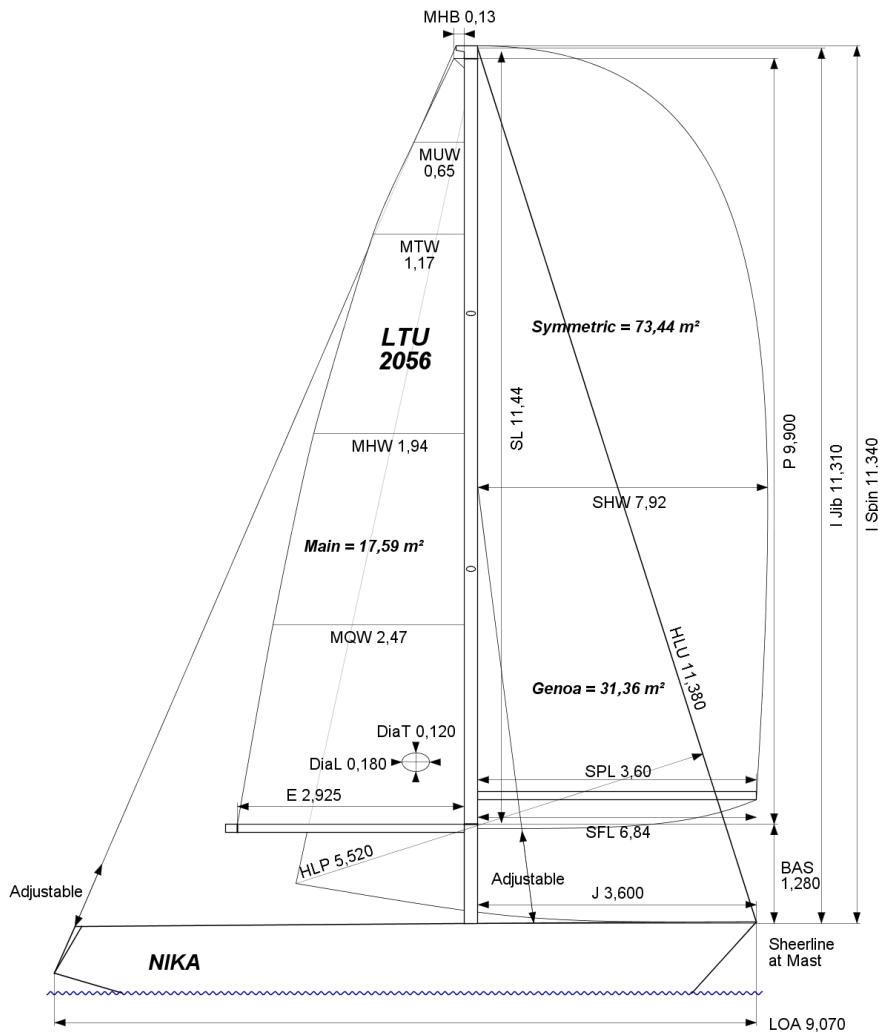 MHB 0,13
MUW
0,65
MTW
1,17
LTU
2056
Symmetric = 73,44 m²
SL 11,44
P 9,900
I Jib 11,310
I Spin 11.340
MHW 1,94
SHW 7,92
Main = 17,59 m²
MQW 2,47
HLU 11,380
Genoa = 31,36 m²
DiaT 0,120
DiaL 0,180
SPL 3,60
E 2,925
SFL 6,84
HLP 5,520
BAS
1,280
Adjustable
Adjustable
J 3,600
NIKA
Sheerline
at Mast
LOA 9,070